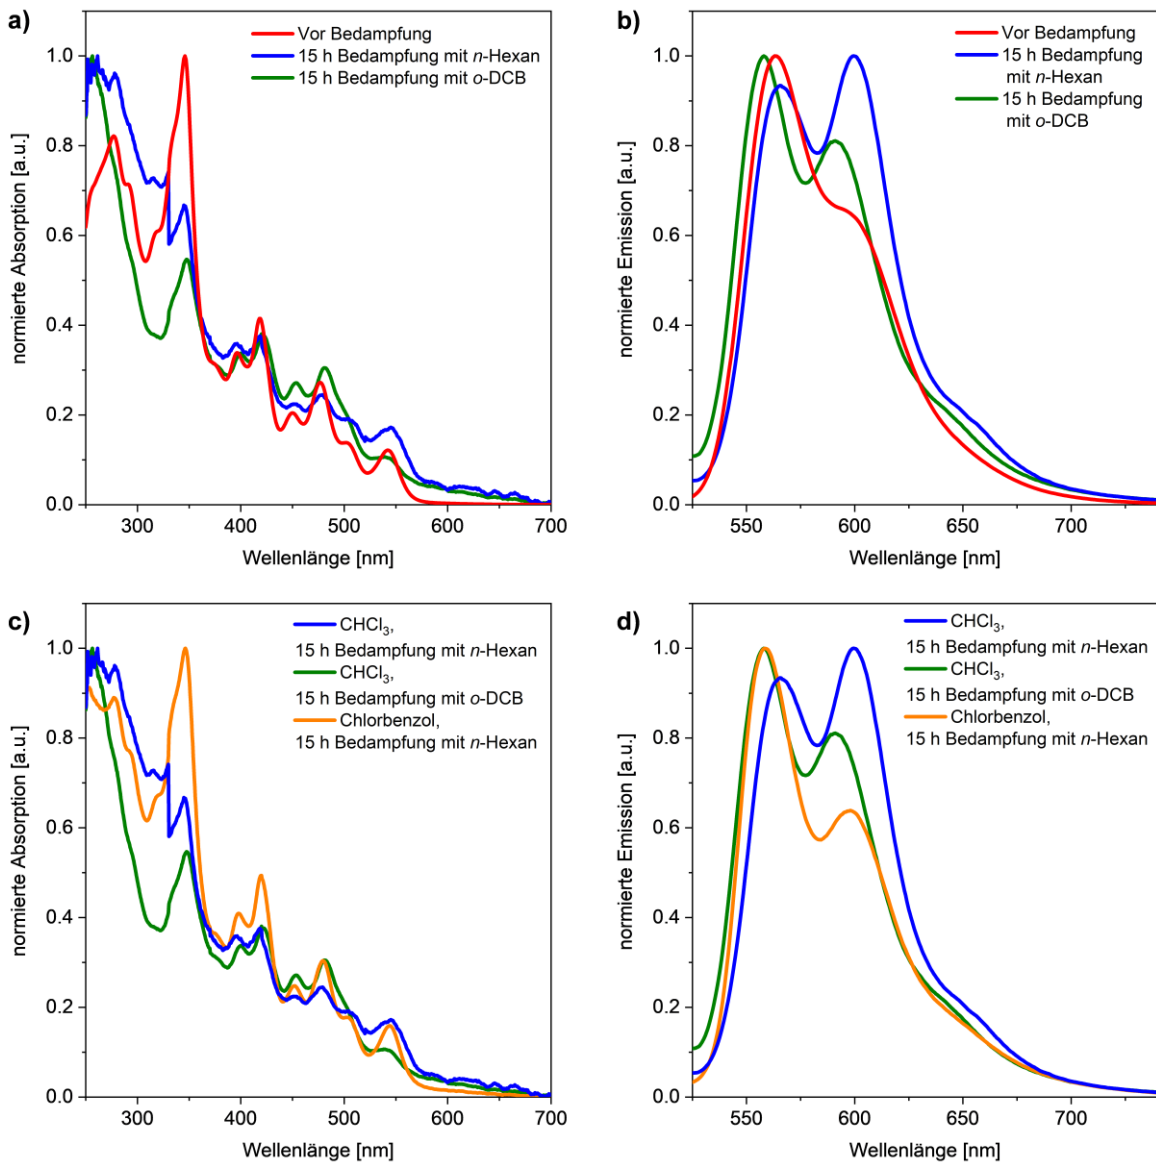 a)
Vor Bedampfung
15 h Bedampfung mit n-Hexan
15 h Bedampfung mit o-DCB
1.0
0.8
0.6
0.4
0.2
0.0
300
400
500
600
700
normierte Absorption [a.u.]
Wellenlänge [nm]
b)
Vor Bedampfung
15 h Bedampfung
mit n-Hexan
15 h Bedampfung
mit o-DCB
1.0
0.8
0.6
0.4
0.2
0.0
550
600
650
700
normierte Emission [a.u.]
Wellenlänge [nm]
c)
CHCl₃,
15 h Bedampfung mit n-Hexan
CHCl₃,
15 h Bedampfung mit o-DCB
Chlorbenzol,
15 h Bedampfung mit n-Hexan
1.0
0.8
0.6
0.4
0.2
0.0
300
400
500
600
700
normierte Absorption [a.u.]
Wellenlänge [nm]
d)
CHCl₃,
15 h Bedampfung mit n-Hexan
CHCl₃,
15 h Bedampfung mit o-DCB
Chlorbenzol,
15 h Bedampfung mit n-Hexan
1.0
0.8
0.6
0.4
0.2
0.0
550
600
650
700
normierte Emission [a.u.]
Wellenlänge [nm]